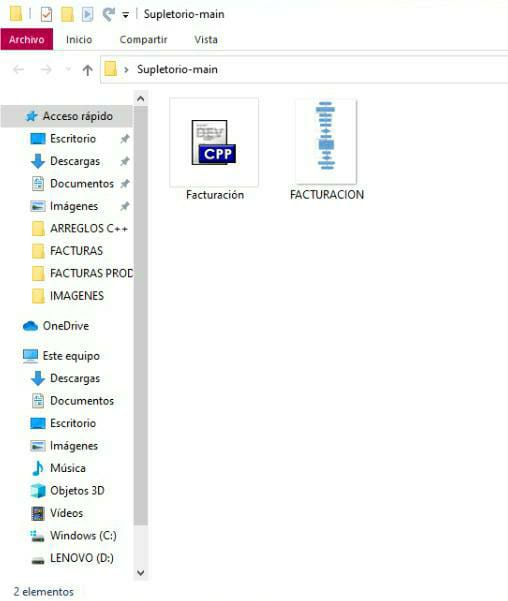 Supletorio-main
Archivo Inicio Compartir Vista
Supletorio-main
Acceso rápido
Escritorio
Descargas
Documentos
Imágenes
ARREGLOS C++
FACTURAS
FACTURAS PROD
IMAGENES
OneDrive
Este equipo
Descargas
Documentos
Escritorio
Imágenes
Música
Objetos 3D
Vídeos
Windows (C:)
LENOVO (D:)
DEV
CPP
Facturación
FACTURACION
2 elementos